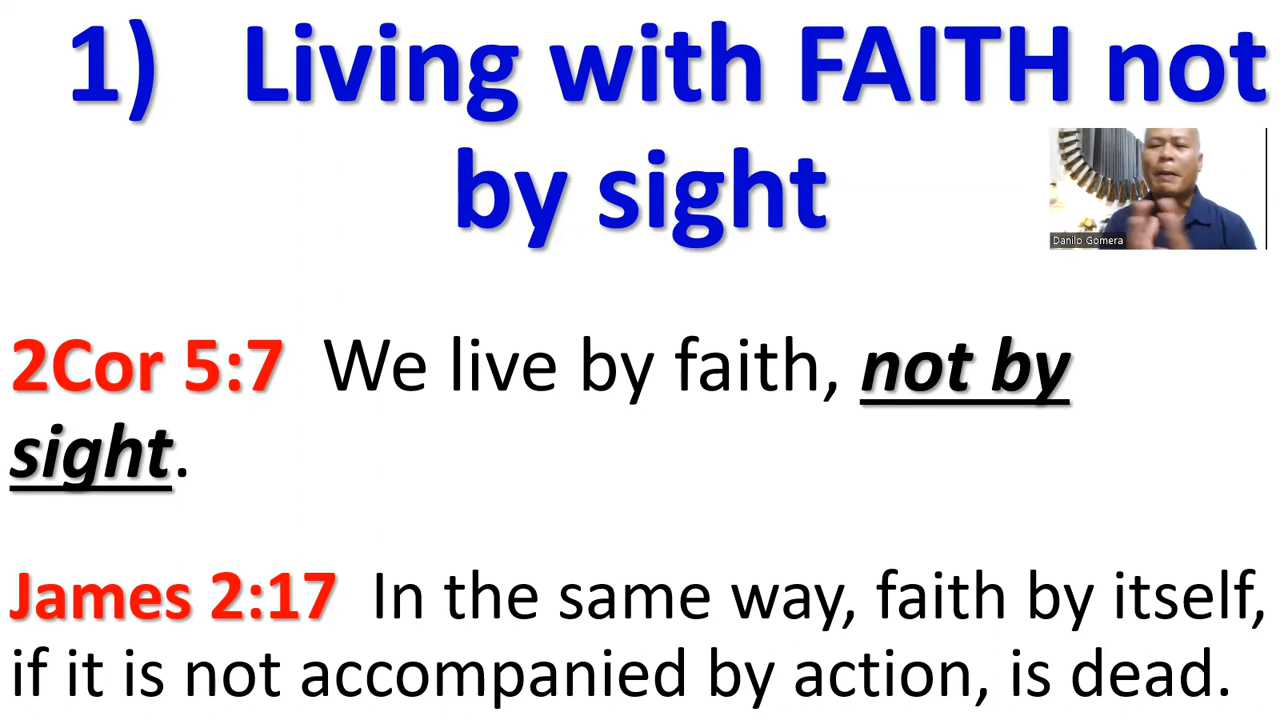 1) Living with FAITH not
by sight
Danilo Gomera
2Cor 5:7 We live by faith, not by
sight.
James 2:17 In the same way, faith by itself,
if it is not accompanied by action, is dead.